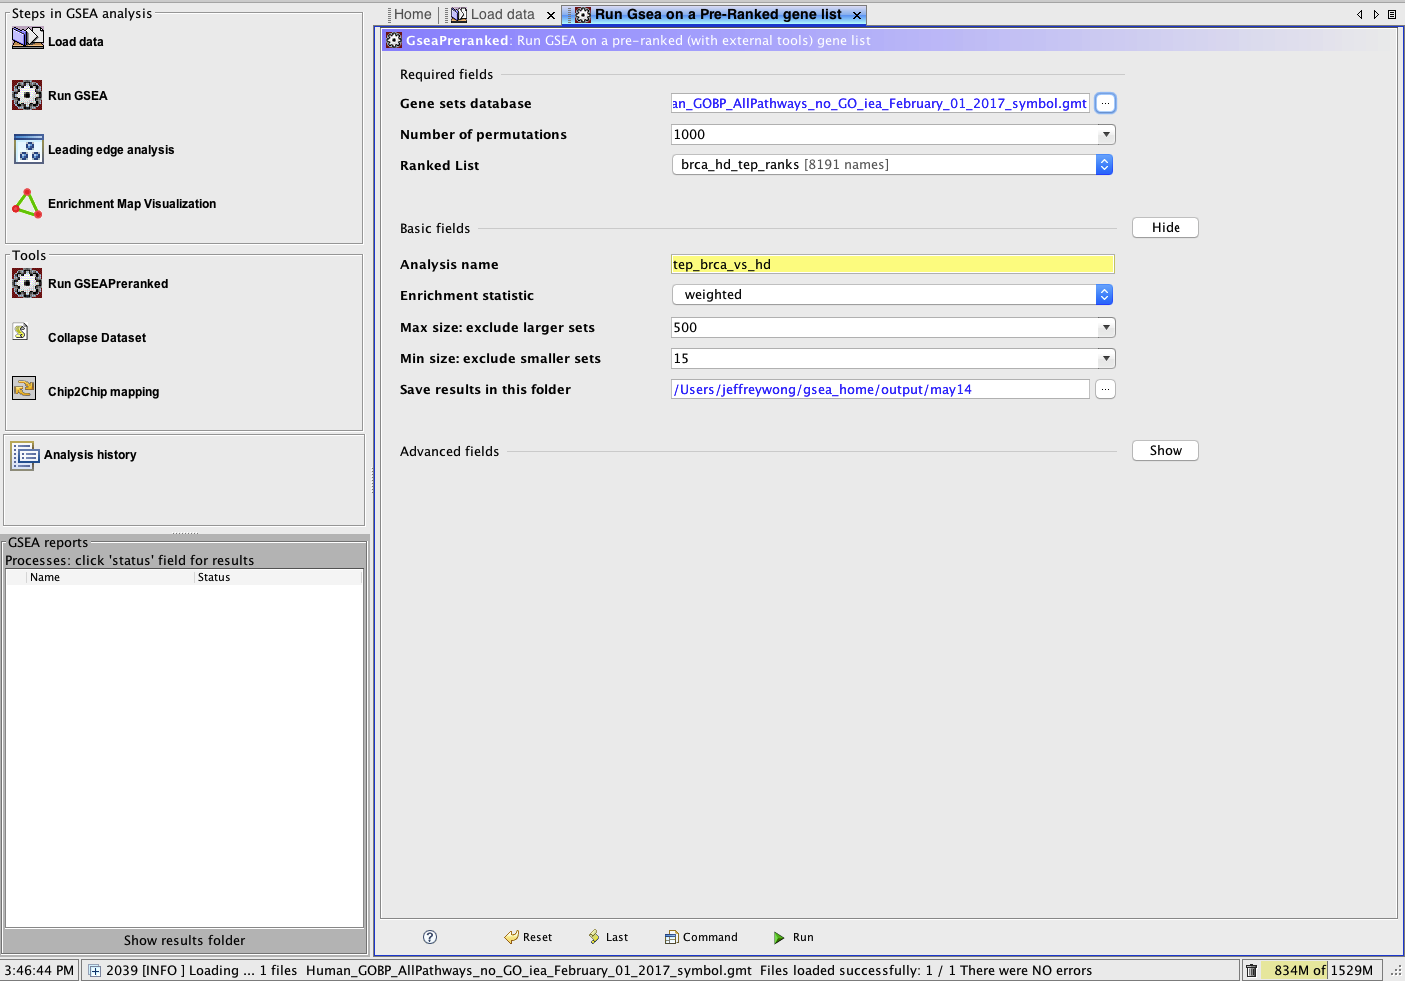 Steps in GSEA analysis
Load data
Run GSEA
Leading edge analysis
Enrichment Map Visualization
Tools
Run GSEAPreranked
Collapse Dataset
Chip2Chip mapping
Analysis history
GSEA reports
Processes: click 'status' field for results
Name Status
Show results folder
Home Load data Run Gsea on a Pre-Ranked gene list
GseaPreranked: Run GSEA on a pre-ranked (with external tools) gene list
Required fields
Gene sets database an_GOBP_AllPathways_no_GO_iea_February_01_2017_symbol.gmt ...
Number of permutations 1000
Ranked List brca_hd_tep_ranks [8191 names]
Basic fields Hide
Analysis name tep_brca_vs_hd
Enrichment statistic weighted
Max size: exclude larger sets 500
Min size: exclude smaller sets 15
Save results in this folder /Users/jeffreywong/gsea_home/output/may14 ...
Advanced fields Show
? Reset Last Command Run
3:46:44 PM 2039 [INFO ] Loading ... 1 files Human_GOBP_AllPathways_no_GO_iea_February_01_2017_symbol.gmt Files loaded successfully: 1 / 1 There were NO errors 834M of 1529M